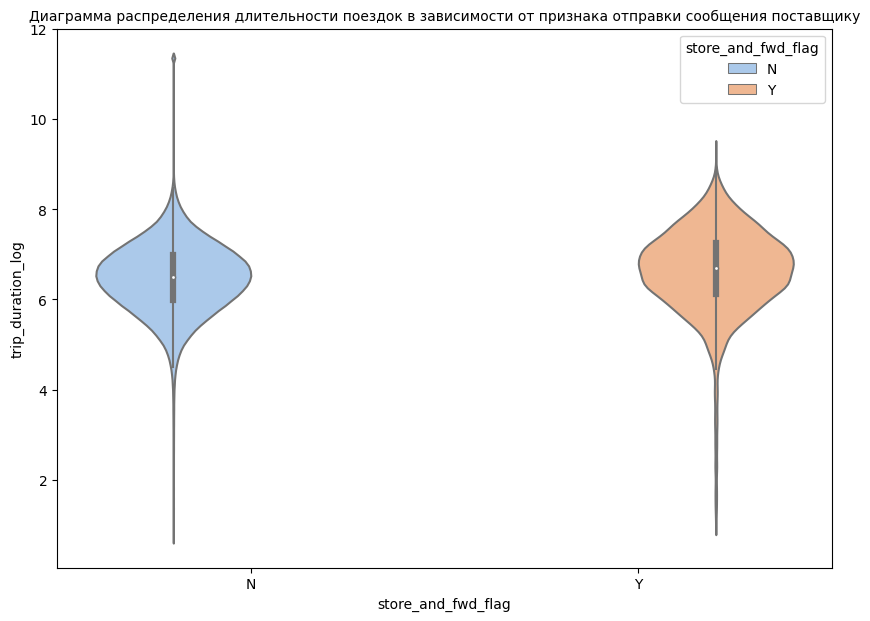 Диаграмма распределения длительности поездок в зависимости от признака отправки сообщения поставщику
store_and_fwd_flag
N
Y
12
10
8
6
4
2
trip_duration_log
N
Y
store_and_fwd_flag